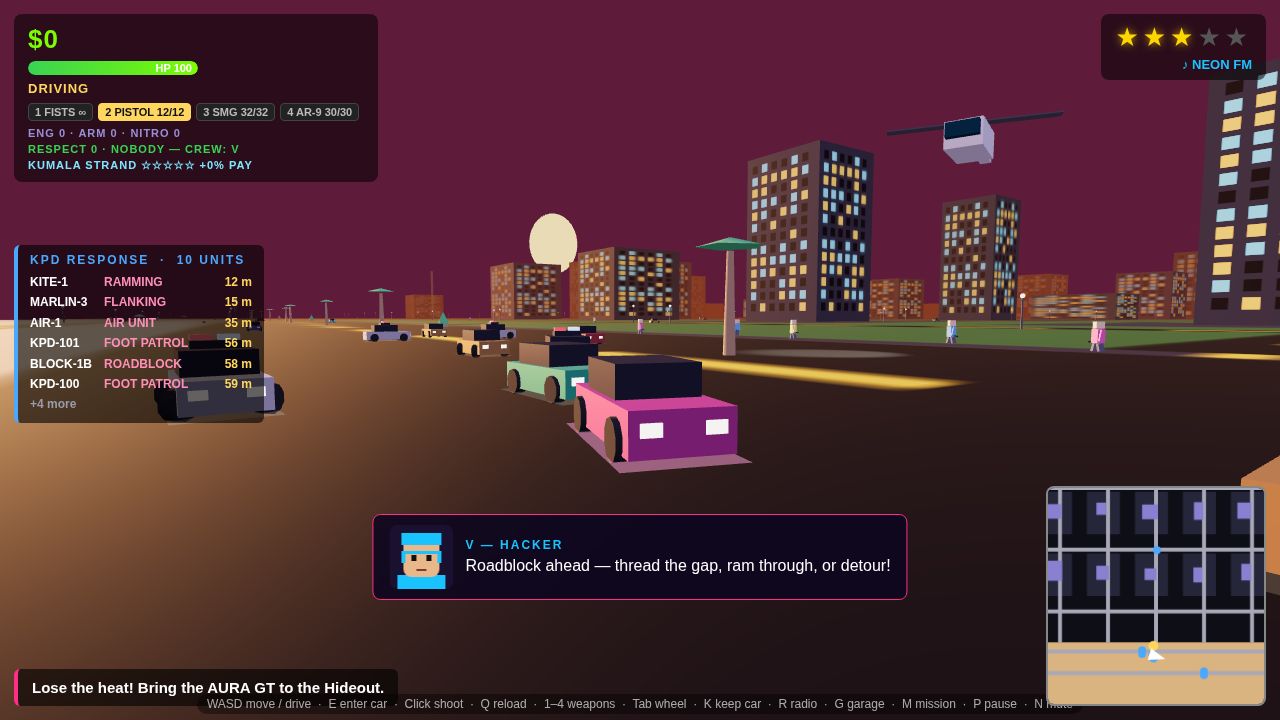 $0
HP 100
DRIVING
1 FISTS ∞ 2 PISTOL 12/12 3 SMG 32/32 4 AR-9 30/30
ENG 0 · ARM 0 · NITRO 0
RESPECT 0 · NOBODY — CREW: V
KUMALA STRAND ☆☆☆☆☆ +0% PAY
★★★★★
♪ NEON FM
KPD RESPONSE · 10 UNITS
KITE-1 RAMMING 12 m
MARLIN-3 FLANKING 15 m
AIR-1 AIR UNIT 35 m
KPD-101 FOOT PATROL 56 m
BLOCK-1B ROADBLOCK 58 m
KPD-100 FOOT PATROL 59 m
+4 more
V — HACKER
Roadblock ahead — thread the gap, ram through, or detour!
Lose the heat! Bring the AURA GT to the Hideout.
WASD move / drive · E enter car · Click shoot · Q reload · 1–4 weapons · Tab wheel · K keep car · R radio · G garage · M mission · P pause · N mute